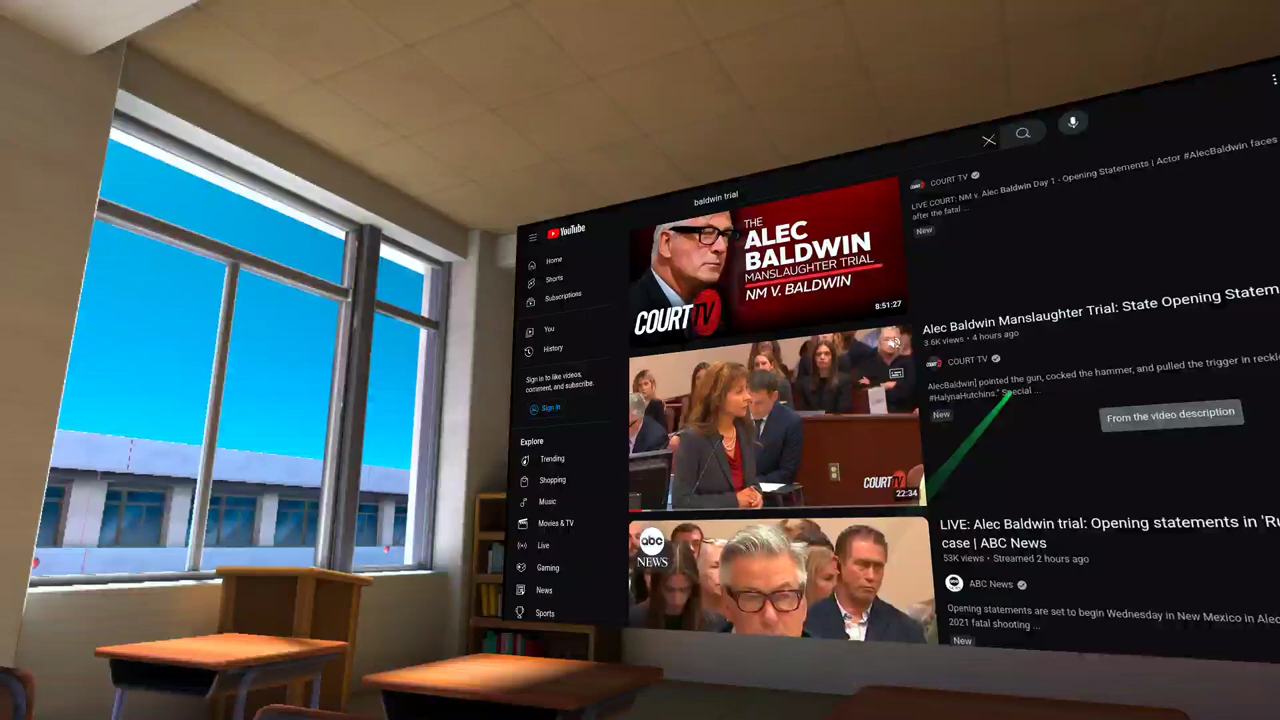 baldwin trial
YouTube
Home
Shorts
Subscriptions
You
History
Sign in to like videos,
comment, and subscribe.
Sign in
Explore
Trending
Shopping
Music
Movies & TV
Live
Gaming
News
Sports
THE
ALEC
BALDWIN
MANSLAUGHTER TRIAL
NM V. BALDWIN
COURT TV
8:51:27
COURT TV
LIVE COURT: NM v. Alec Baldwin Day 1 - Opening Statements | Actor #AlecBaldwin faces
after the fatal ...
New
COURT TV
22:34
Alec Baldwin Manslaughter Trial: State Opening Statem
3.6K views • 4 hours ago
COURT TV
AlecBaldwin] pointed the gun, cocked the hammer, and pulled the trigger in reckle
#HalynaHutchins." Special ...
New
From the video description
abc
NEWS
LIVE: Alec Baldwin trial: Opening statements in 'Ru
case | ABC News
53K views • Streamed 2 hours ago
abc
ABC News
Opening statements are set to begin Wednesday in New Mexico in Alec
2021 fatal shooting ...
New